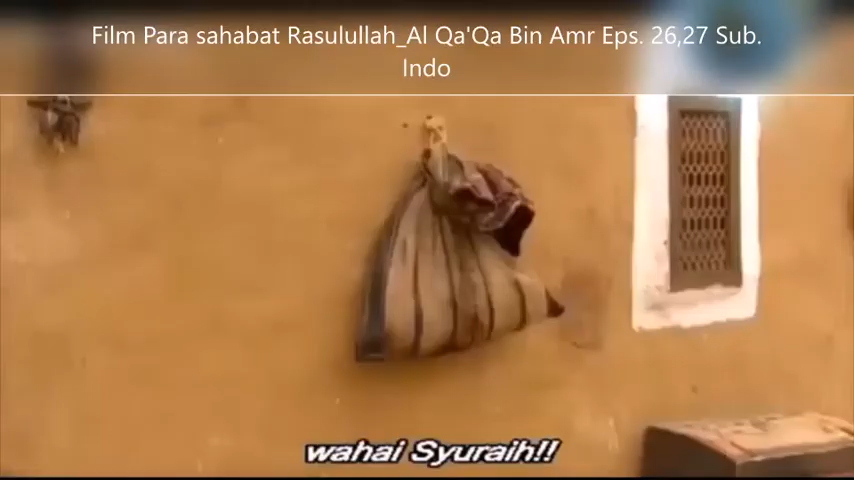 Film Para sahabat Rasulullah_Al Qa'Qa Bin Amr Eps. 26,27 Sub.
Indo
wahai Syuraih!!